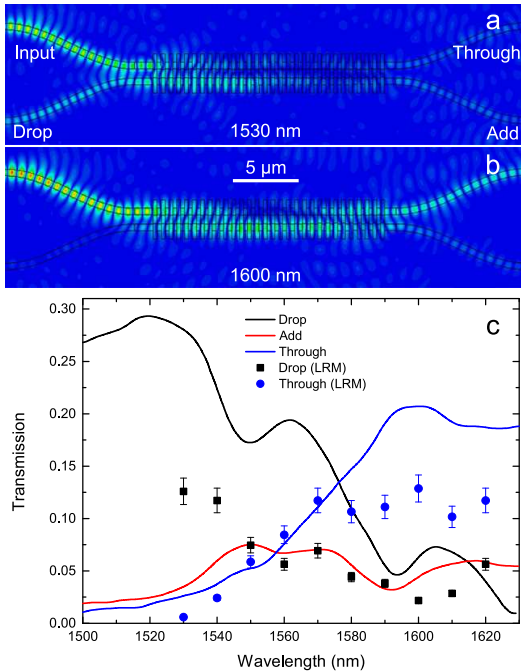 a
Input
Through
Drop
1530 nm
Add
b
5 μm
1600 nm
c
Drop
Add
Through
Drop (LRM)
Through (LRM)
Transmission
0.30
0.25
0.20
0.15
0.10
0.05
0.00
1500 1520 1540 1560 1580 1600 1620
Wavelength (nm)